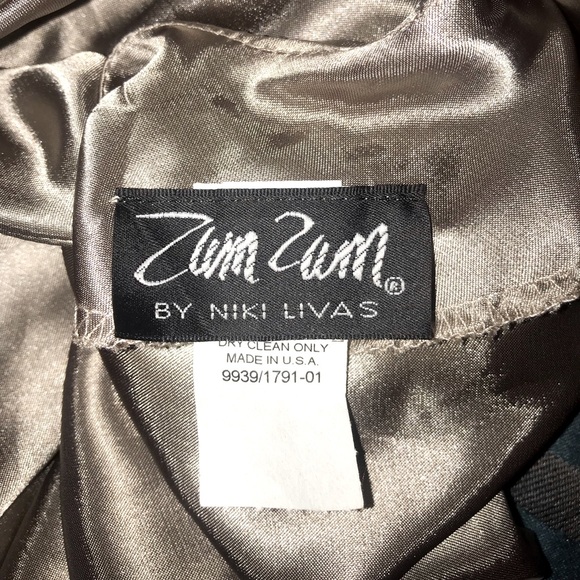 Zum Zum ®
BY NIKI LIVAS
DRY CLEAN ONLY
MADE IN U.S.A.
9939/1791-01